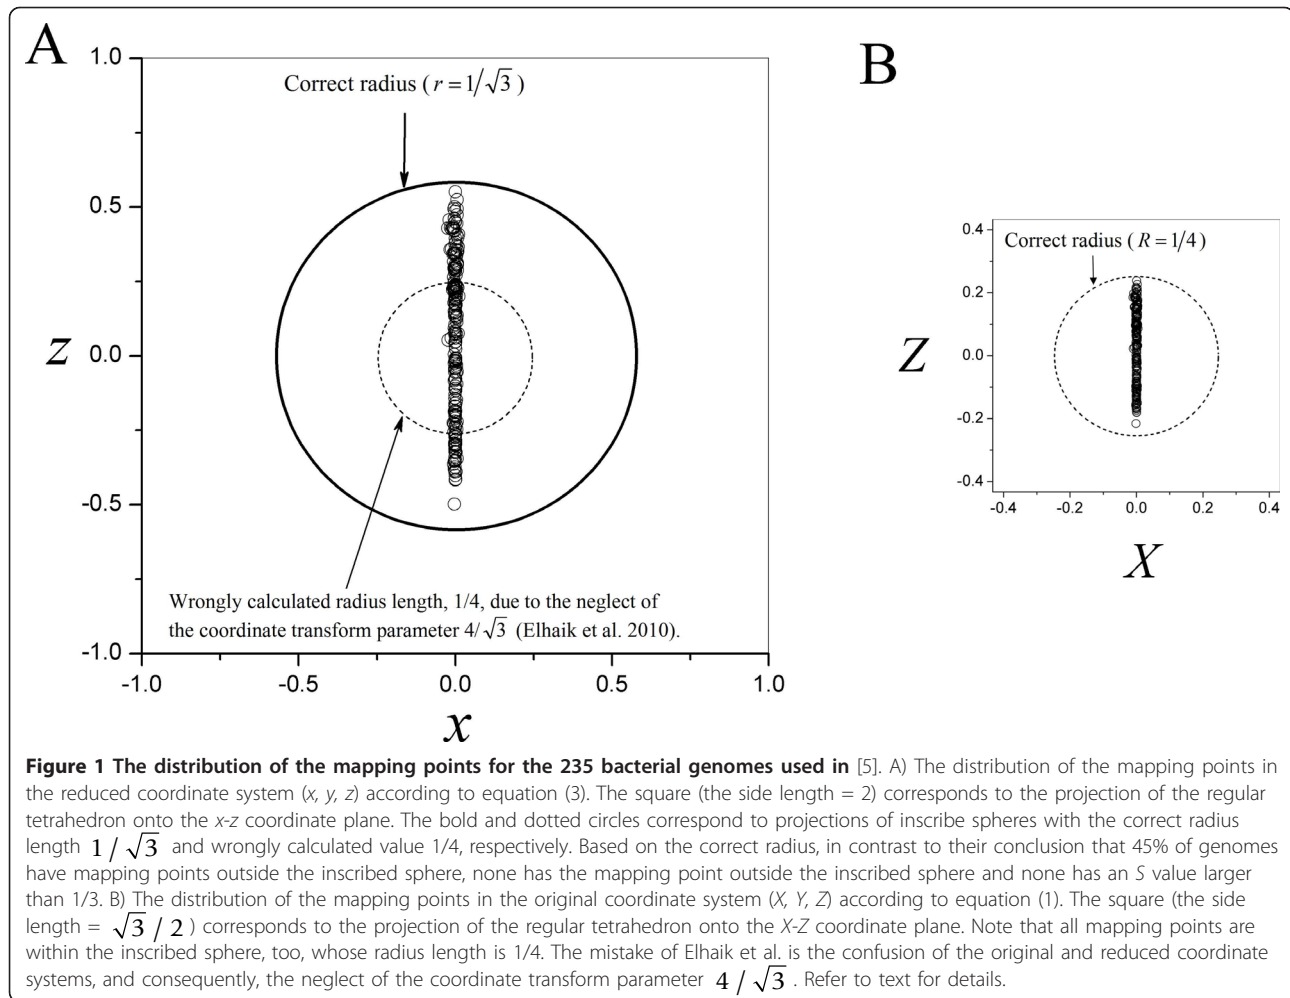 A
1.0
Correct radius ( r = 1/√3 )
0.5
z 0.0
-0.5
Wrongly calculated radius length, 1/4, due to the neglect of
the coordinate transform parameter 4/√3 (Elhaik et al. 2010).
-1.0
-1.0 -0.5 0.0 0.5 1.0
x
B
0.4
Correct radius ( R = 1/4 )
0.2
Z 0.0
-0.2
-0.4
-0.4 -0.2 0.0 0.2 0.4
X
Figure 1 The distribution of the mapping points for the 235 bacterial genomes used in [5]. A) The distribution of the mapping points in
the reduced coordinate system (x, y, z) according to equation (3). The square (the side length = 2) corresponds to the projection of the regular
tetrahedron onto the x-z coordinate plane. The bold and dotted circles correspond to projections of inscribe spheres with the correct radius
length 1 / √3 and wrongly calculated value 1/4, respectively. Based on the correct radius, in contrast to their conclusion that 45% of genomes
have mapping points outside the inscribed sphere, none has the mapping point outside the inscribed sphere and none has an S value larger
than 1/3. B) The distribution of the mapping points in the original coordinate system (X, Y, Z) according to equation (1). The square (the side
length = √3 / 2 ) corresponds to the projection of the regular tetrahedron onto the X-Z coordinate plane. Note that all mapping points are
within the inscribed sphere, too, whose radius length is 1/4. The mistake of Elhaik et al. is the confusion of the original and reduced coordinate
systems, and consequently, the neglect of the coordinate transform parameter 4 / √3 . Refer to text for details.